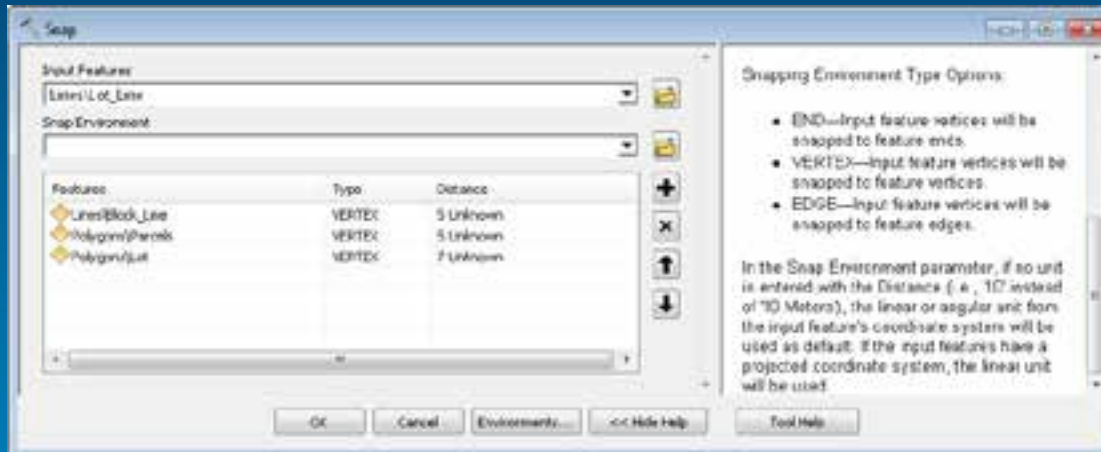 Snap
Input Features
Lines\Lot_Line
Snap Environment
Features Type Distance
Lines\Block_Line VERTEX 5 Unknown
Polygons\Parcels VERTEX 5 Unknown
Polygons\Lot VERTEX 7 Unknown
OK Cancel Environments... << Hide Help Tool Help
Snapping Environment Type Options:
• END—Input feature vertices will be
snapped to feature ends.
• VERTEX—Input feature vertices will be
snapped to feature vertices.
• EDGE—Input feature vertices will be
snapped to feature edges.
In the Snap Environment parameter, if no unit
is entered with the Distance (i.e., '10' instead
of '10 Meters'), the linear or angular unit from
the input feature's coordinate system will be
used as default. If the input features have a
projected coordinate system, the linear unit
will be used.